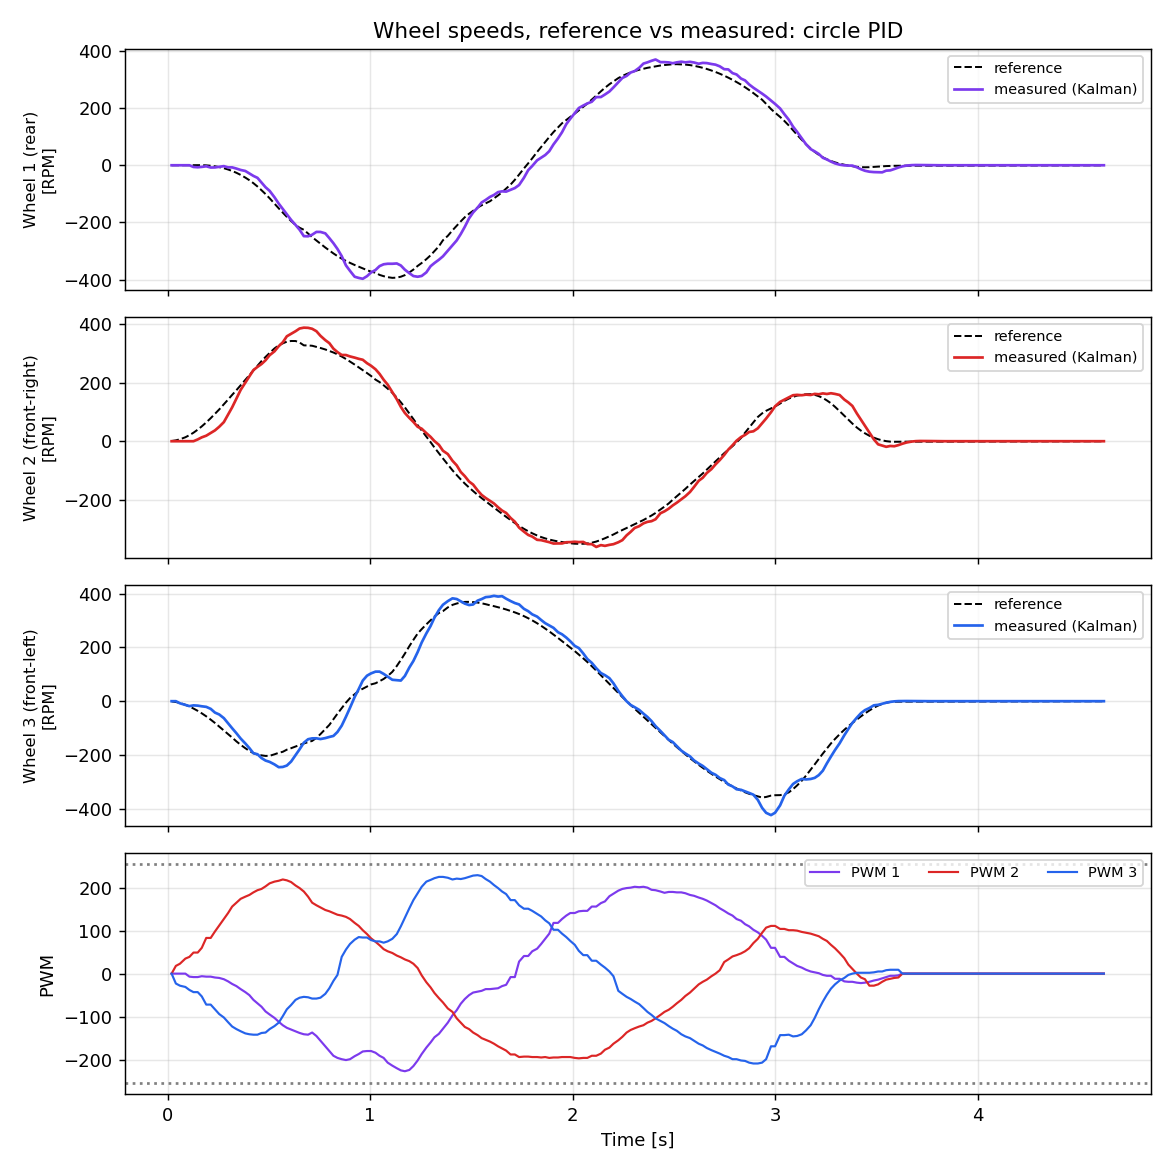 Wheel speeds, reference vs measured: circle PID
Wheel 1 (rear)
[RPM]
400
200
0
−200
−400
reference
measured (Kalman)
Wheel 2 (front-right)
[RPM]
400
200
0
−200
reference
measured (Kalman)
Wheel 3 (front-left)
[RPM]
400
200
0
−200
−400
reference
measured (Kalman)
PWM
200
100
0
−100
−200
PWM 1 PWM 2 PWM 3
0 1 2 3 4
Time [s]